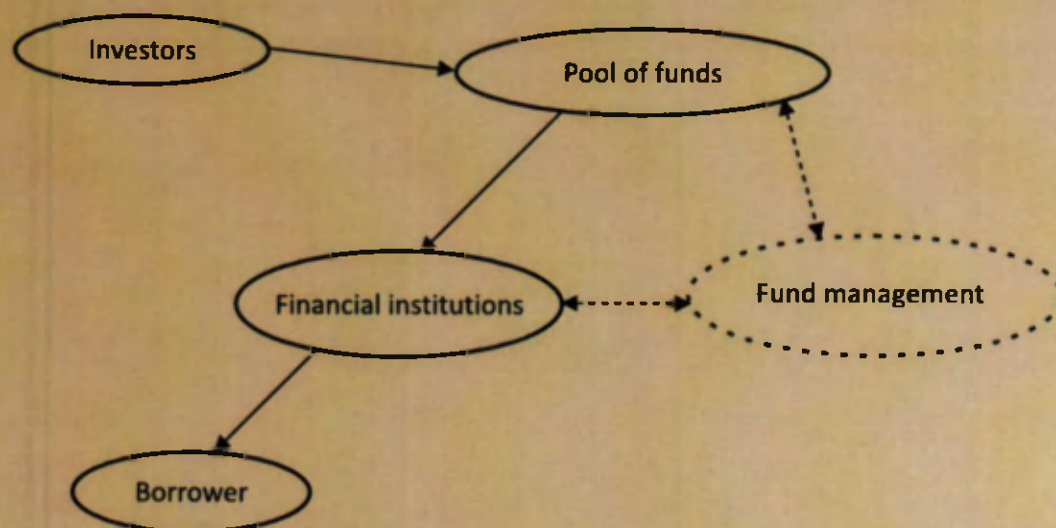 Investors
Pool of funds
Financial institutions
Fund management
Borrower